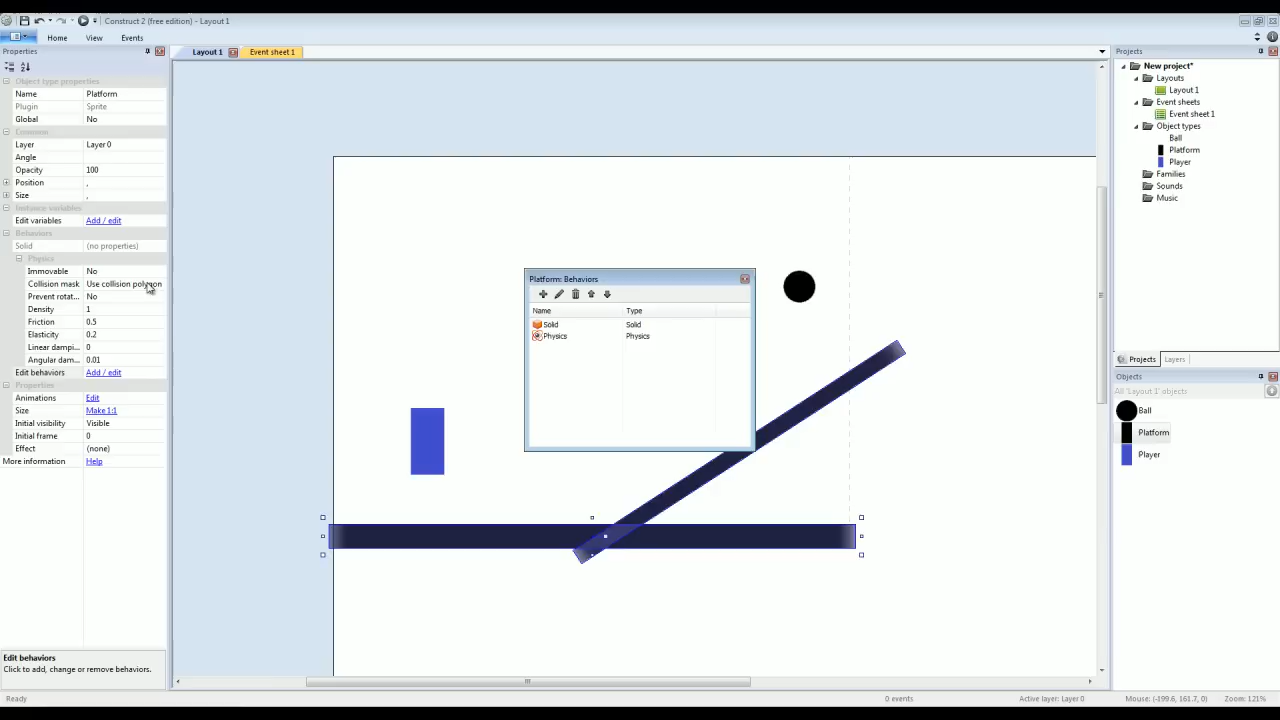 Construct 2 (free edition) - Layout 1
Home View Events
Properties
Layout 1
Event sheet 1
Projects
Object type properties
Name Platform
Plugin Sprite
Global No
Common
Layer Layer 0
Angle
Opacity 100
Position ,
Size ,
Instance variables
Edit variables Add / edit
Behaviors
Solid (no properties)
Physics
Immovable No
Collision mask Use collision polygon
Prevent rotat... No
Density 1
Friction 0.5
Elasticity 0.2
Linear dampi... 0
Angular dam... 0.01
Edit behaviors Add / edit
Properties
Animations Edit
Size Make 1:1
Initial visibility Visible
Initial frame 0
Effect (none)
More information Help
Edit behaviors
Click to add, change or remove behaviors.
Platform: Behaviors
Name Type
Solid Solid
Physics Physics
New project*
Layouts
Layout 1
Event sheets
Event sheet 1
Object types
Ball
Platform
Player
Families
Sounds
Music
Projects Layers
Objects
All 'Layout 1' objects
Ball
Platform
Player
Ready
0 events
Active layer: Layer 0
Mouse: (-199.6, 161.7, 0)
Zoom: 121%